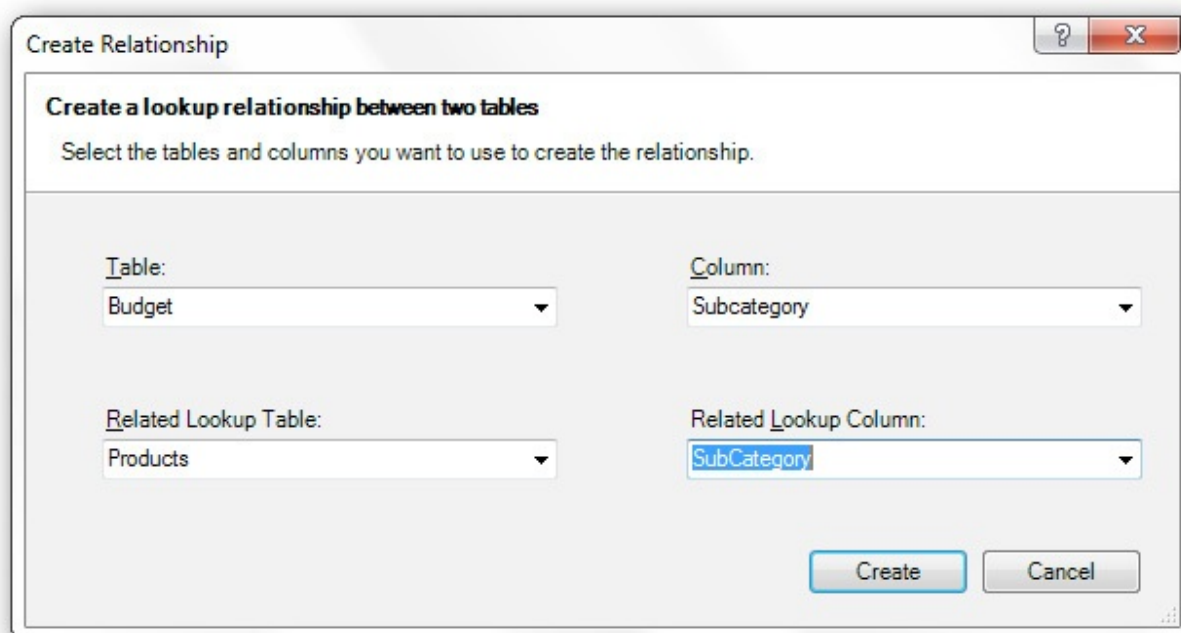 Create Relationship
Create a lookup relationship between two tables
Select the tables and columns you want to use to create the relationship.
Table:
Column:
Budget
Subcategory
Related Lookup Table:
Related Lookup Column:
Products
SubCategory
Create
Cancel